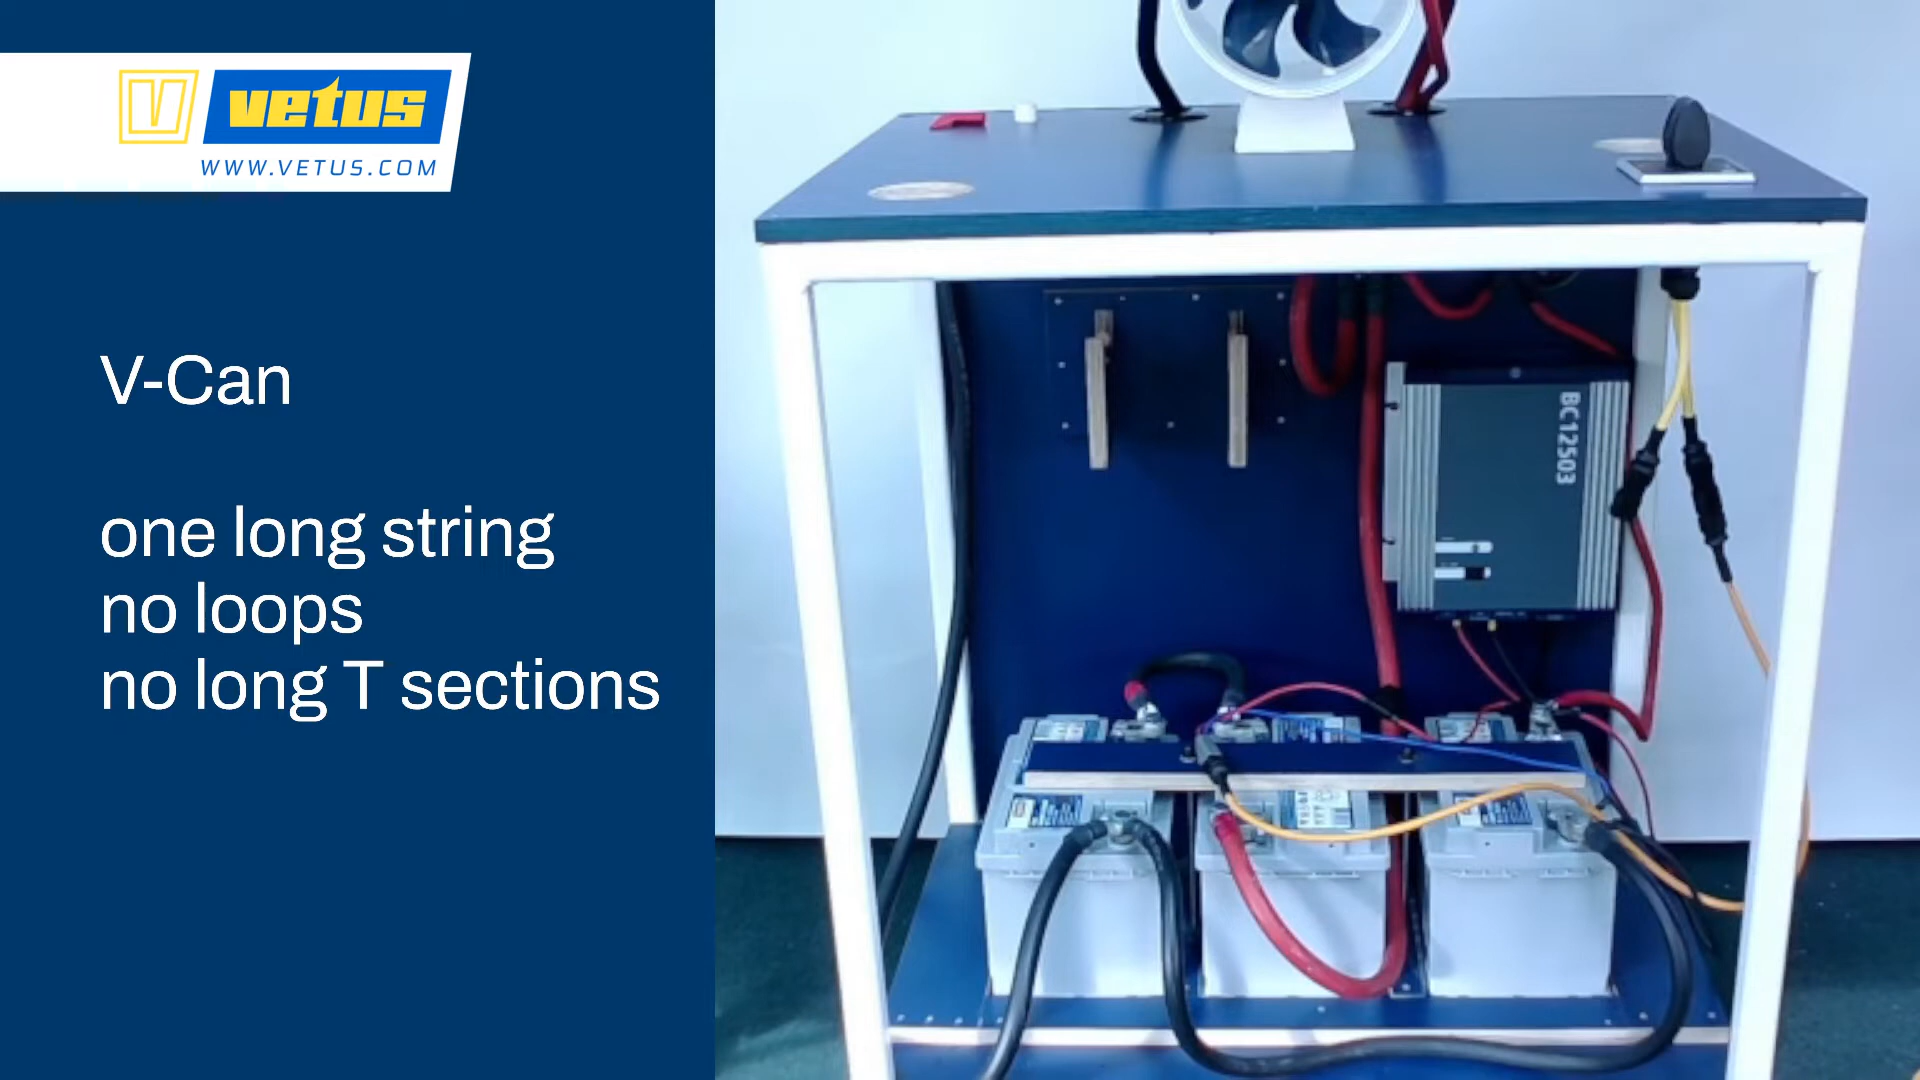 vetus
WWW.VETUS.COM
V-Can
one long string
no loops
no long T sections
BC12503